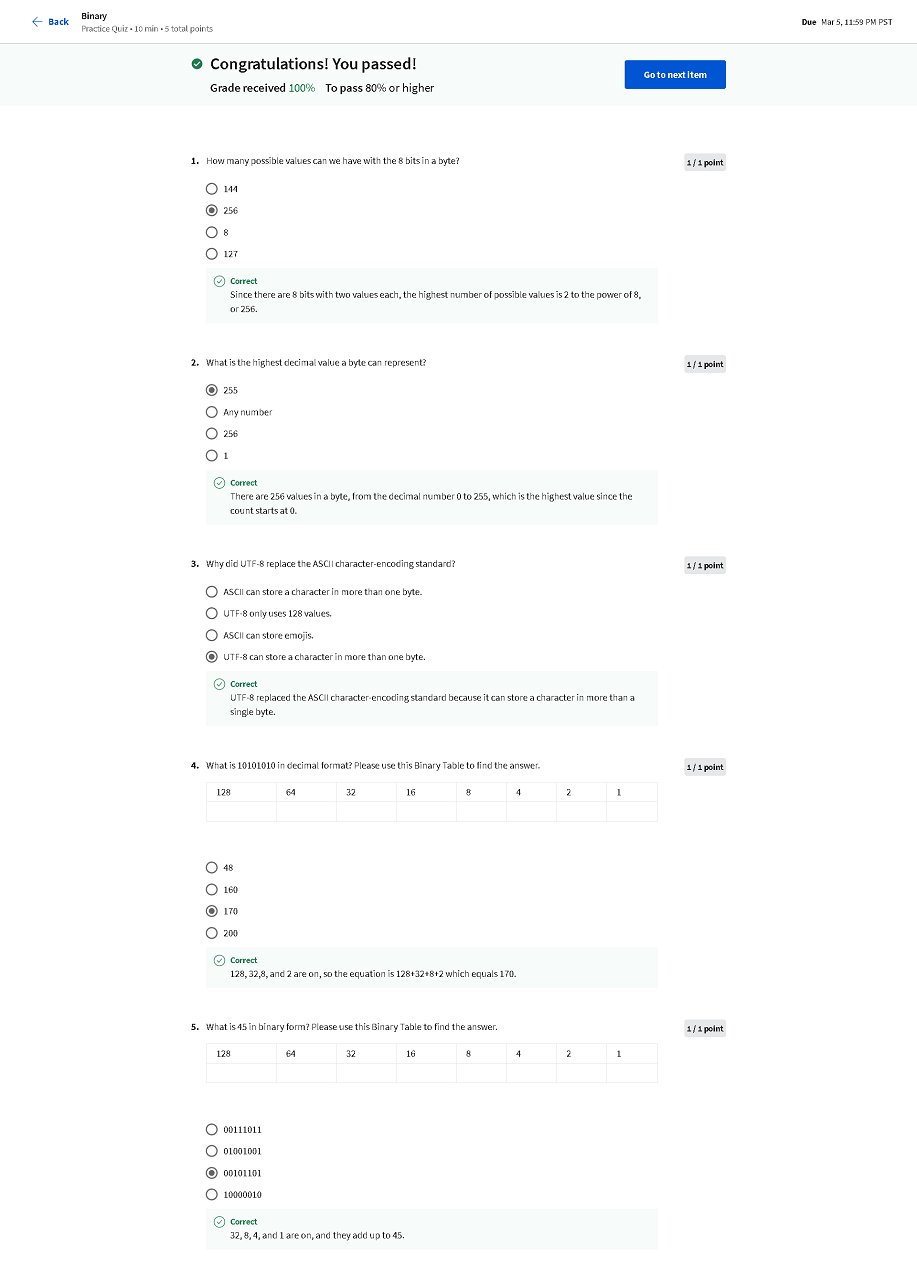 Back
Binary
Practice Quiz • 10 min • 5 total points
Due Mar 5, 11:59 PM PST
Congratulations! You passed!
Grade received 100% To pass 80% or higher
Go to next item
1. How many possible values can we have with the 8 bits in a byte?
1 / 1 point
144
256
8
127
Correct
Since there are 8 bits with two values each, the highest number of possible values is 2 to the power of 8,
or 256.
2. What is the highest decimal value a byte can represent?
1 / 1 point
255
Any number
256
1
Correct
There are 256 values in a byte, from the decimal number 0 to 255, which is the highest value since the
count starts at 0.
3. Why did UTF-8 replace the ASCII character-encoding standard?
1 / 1 point
ASCII can store a character in more than one byte.
UTF-8 only uses 128 values.
ASCII can store emojis.
UTF-8 can store a character in more than one byte.
Correct
UTF-8 replaced the ASCII character-encoding standard because it can store a character in more than a
single byte.
4. What is 10101010 in decimal format? Please use this Binary Table to find the answer.
1 / 1 point
128 64 32 16 8 4 2 1
48
160
170
200
Correct
128, 32,8, and 2 are on, so the equation is 128+32+8+2 which equals 170.
5. What is 45 in binary form? Please use this Binary Table to find the answer.
1 / 1 point
128 64 32 16 8 4 2 1
00111011
01001001
00101101
10000010
Correct
32, 8, 4, and 1 are on, and they add up to 45.